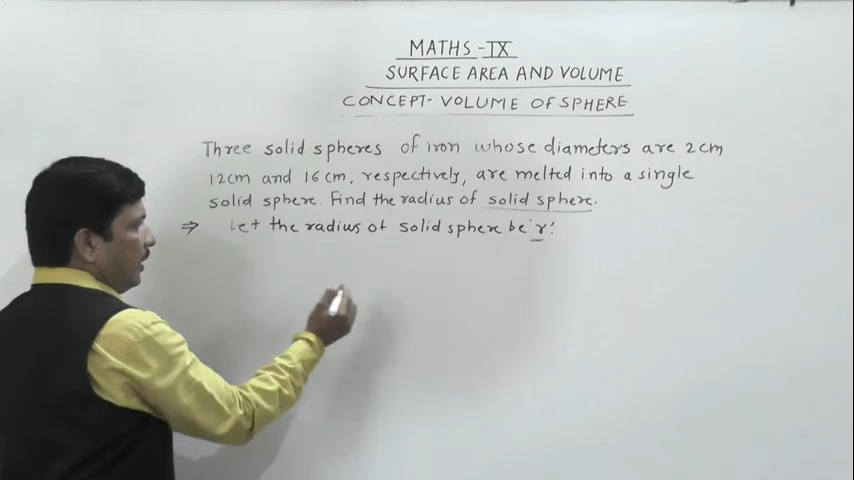 MATHS - IX
SURFACE AREA AND VOLUME
CONCEPT - VOLUME OF SPHERE
Three solid spheres of iron whose diameters are 2cm
12cm and 16cm, respectively, are melted into a single
solid sphere. Find the radius of solid sphere.
⇒ Let the radius of solid sphere be 'r'.